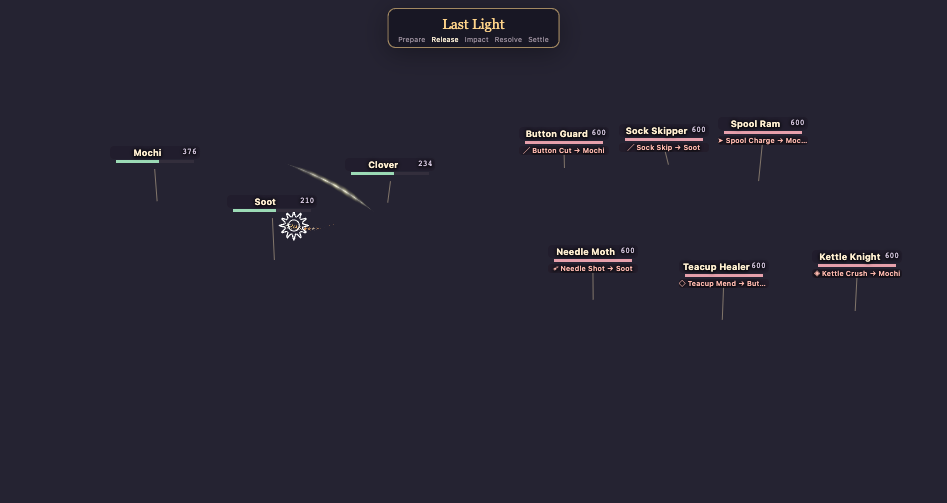 Last Light
Prepare Release Impact Resolve Settle
Mochi 376
Clover 234
Soot 210
Button Guard 600
Button Cut → Mochi
Sock Skipper 600
Sock Skip → Soot
Spool Ram 600
Spool Charge → Moc…
Needle Moth 600
Needle Shot → Soot
Teacup Healer 600
Teacup Mend → But…
Kettle Knight 600
Kettle Crush → Mochi